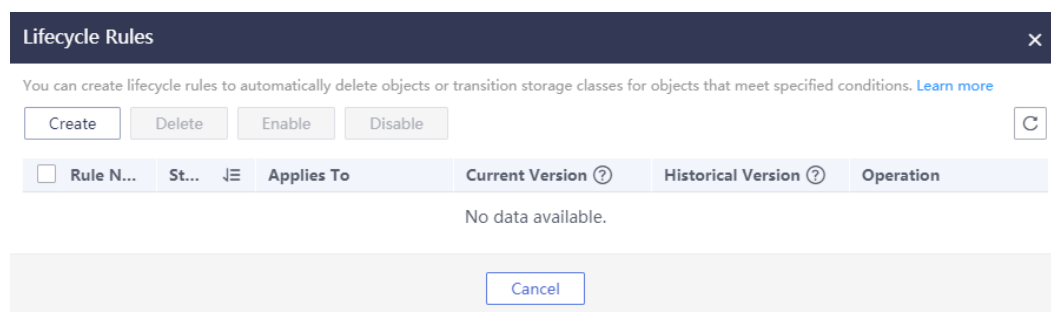 Lifecycle Rules
You can create lifecycle rules to automatically delete objects or transition storage classes for objects that meet specified conditions. Learn more
Create Delete Enable Disable
Rule N... St... Applies To Current Version Historical Version Operation
No data available.
Cancel